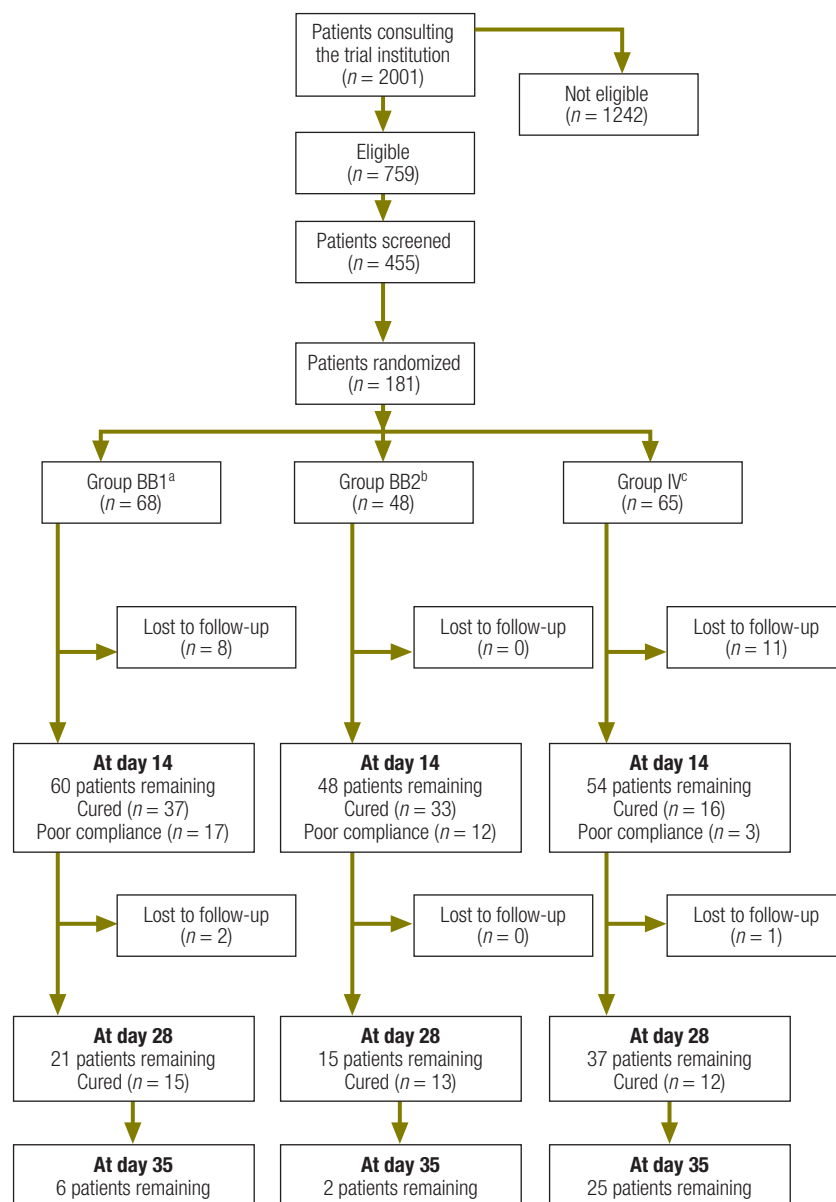 Patients consulting
the trial institution
(n = 2001)
Not eligible
(n = 1242)
Eligible
(n = 759)
Patients screened
(n = 455)
Patients randomized
(n = 181)
Group BB1ᵃ
(n = 68)
Group BB2ᵇ
(n = 48)
Group IVᶜ
(n = 65)
Lost to follow-up
(n = 8)
Lost to follow-up
(n = 0)
Lost to follow-up
(n = 11)
At day 14
60 patients remaining
Cured (n = 37)
Poor compliance (n = 17)
At day 14
48 patients remaining
Cured (n = 33)
Poor compliance (n = 12)
At day 14
54 patients remaining
Cured (n = 16)
Poor compliance (n = 3)
Lost to follow-up
(n = 2)
Lost to follow-up
(n = 0)
Lost to follow-up
(n = 1)
At day 28
21 patients remaining
Cured (n = 15)
At day 28
15 patients remaining
Cured (n = 13)
At day 28
37 patients remaining
Cured (n = 12)
At day 35
6 patients remaining
At day 35
2 patients remaining
At day 35
25 patients remaining